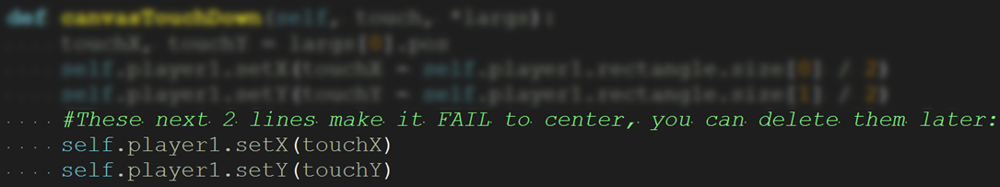 def canvasTouchDown(self, touch, *largs):
touchX, touchY = largs[0].pos
self.player1.setX(touchX - self.player1.rectangle.size[0] / 2)
self.player1.setY(touchY - self.player1.rectangle.size[1] / 2)
#These next 2 lines make it FAIL to center, you can delete them later:
self.player1.setX(touchX)
self.player1.setY(touchY)